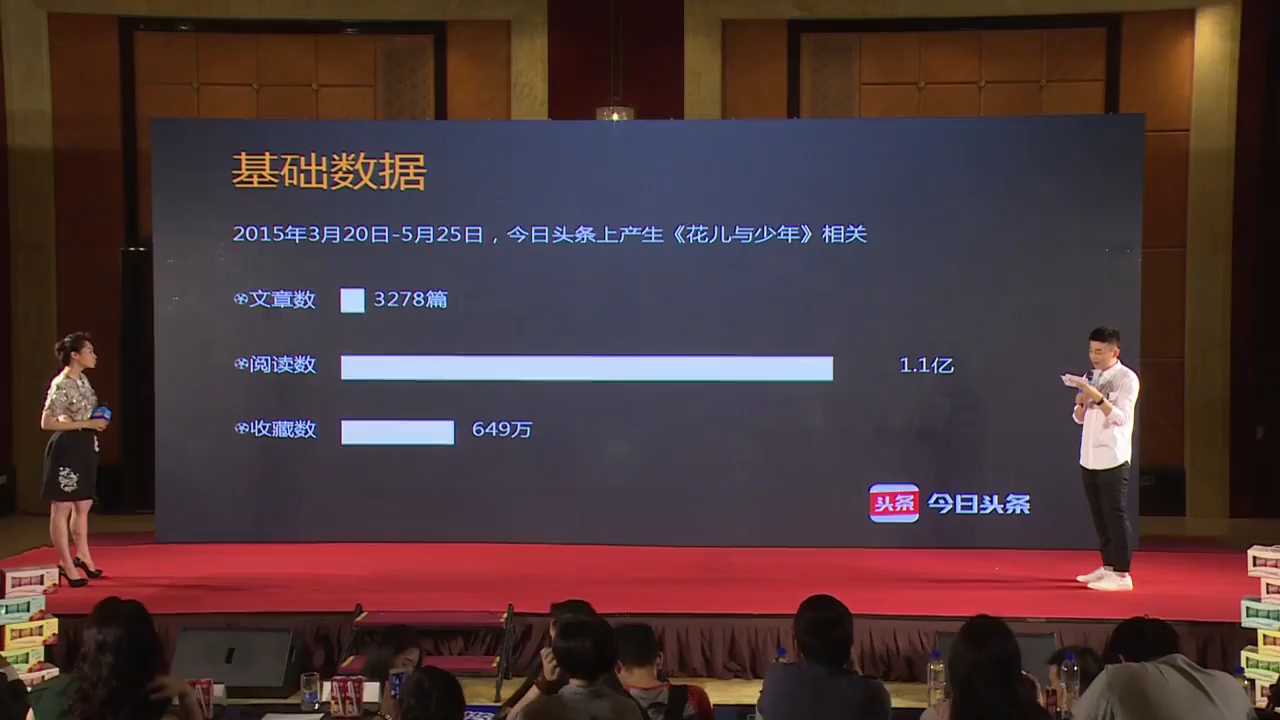 基础数据
2015年3月20日-5月25日，今日头条上产生《花儿与少年》相关
文章数 3278篇
阅读数 1.1亿
收藏数 649万
头条 今日头条